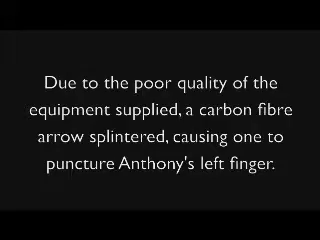 Due to the poor quality of the
equipment supplied, a carbon fibre
arrow splintered, causing one to
puncture Anthony's left finger.